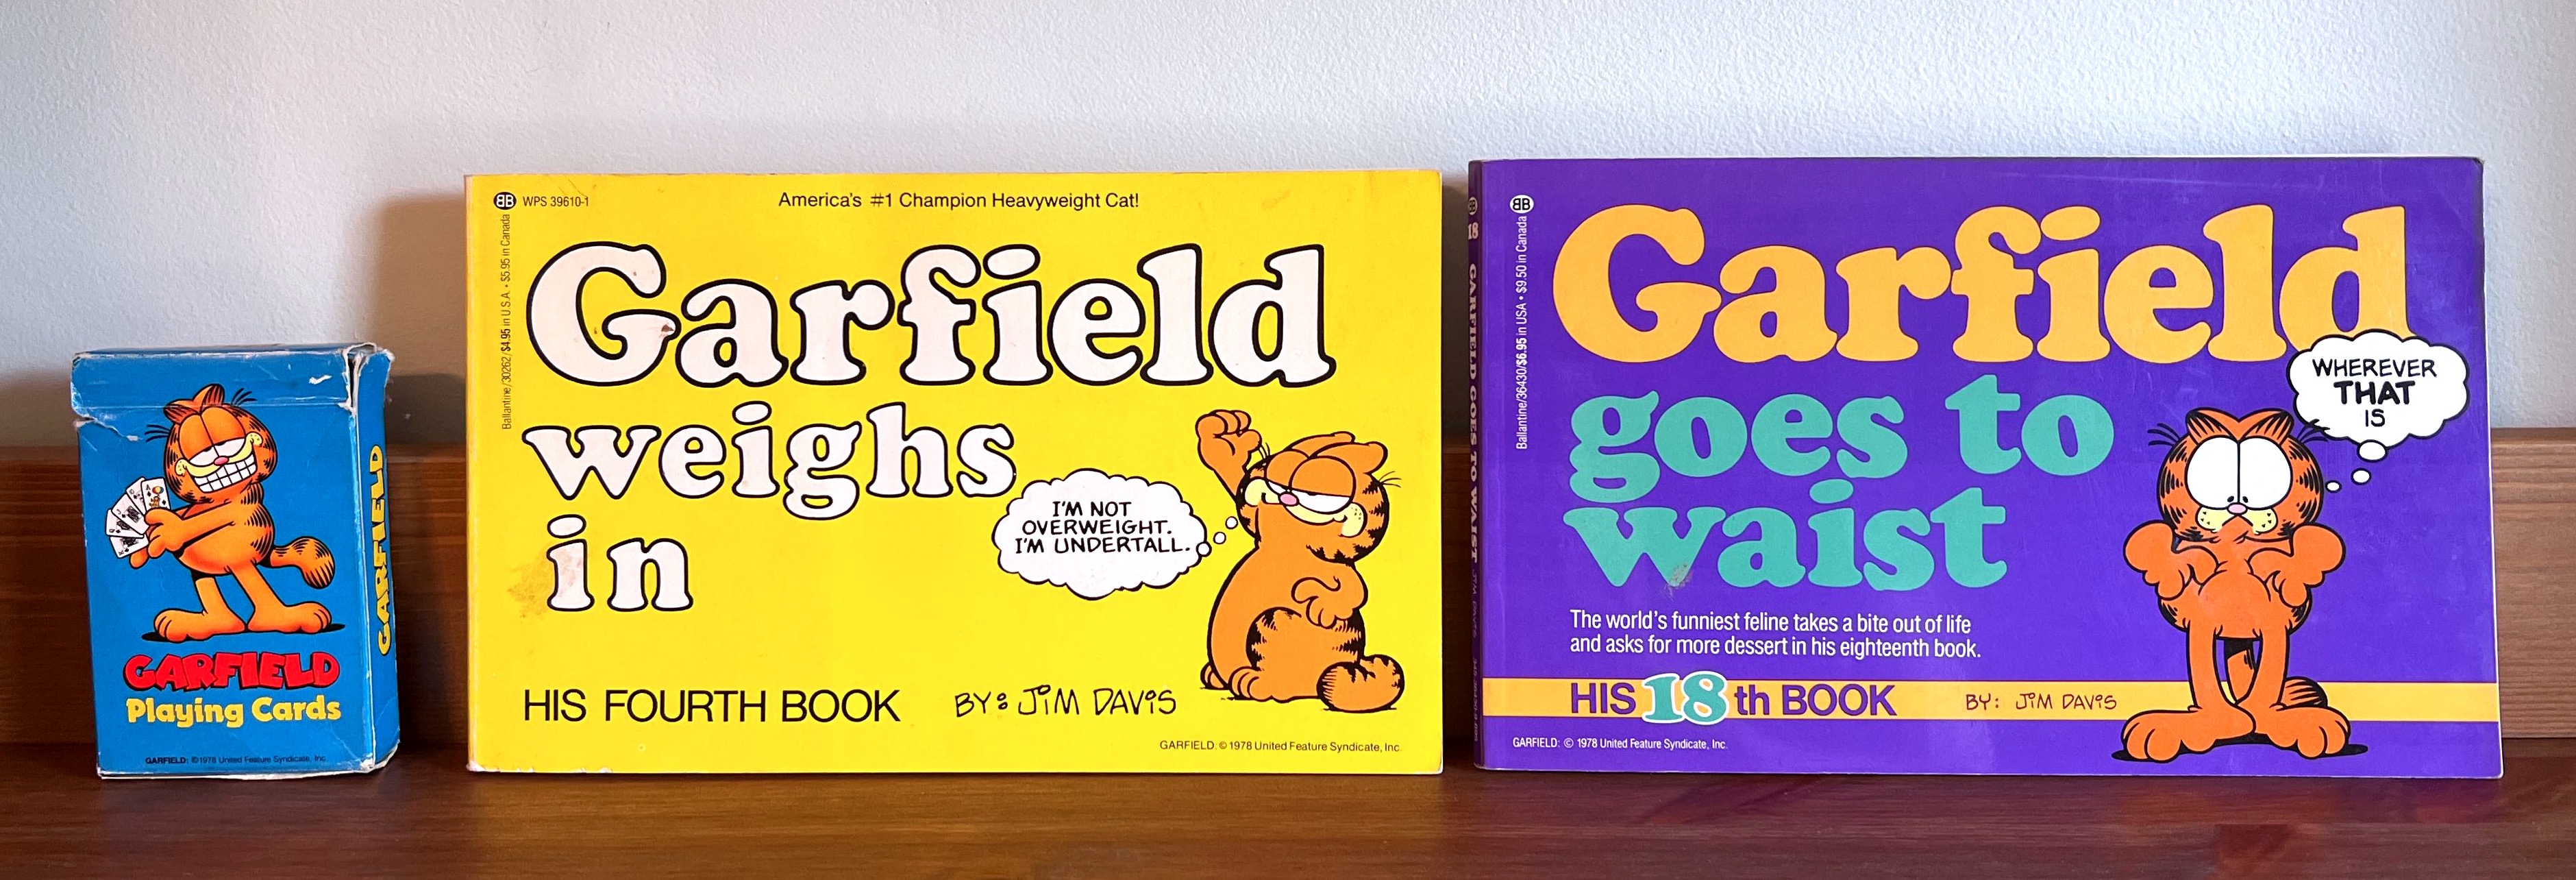 GARFIELD
Playing Cards
GARFIELD: ©1978 United Feature Syndicate, Inc.
GARFIELD
BB WPS 39610-1
America's #1 Champion Heavyweight Cat!
Ballantine/30262/$4.95 in U.S.A. • $5.95 in Canada
Garfield
weighs
in
I'M NOT
OVERWEIGHT.
I'M UNDERTALL.
HIS FOURTH BOOK
BY: JIM DAVIS
GARFIELD: © 1978 United Feature Syndicate, Inc.
18
GARFIELD GOES TO WAIST
JIM DAVIS
BB
Ballantine/36430/$6.95 in USA • $9.50 in Canada
Garfield
goes to
waist
WHEREVER
THAT
IS
The world's funniest feline takes a bite out of life
and asks for more dessert in his eighteenth book.
HIS 18th BOOK
BY: JIM DAVIS
GARFIELD: © 1978 United Feature Syndicate, Inc.